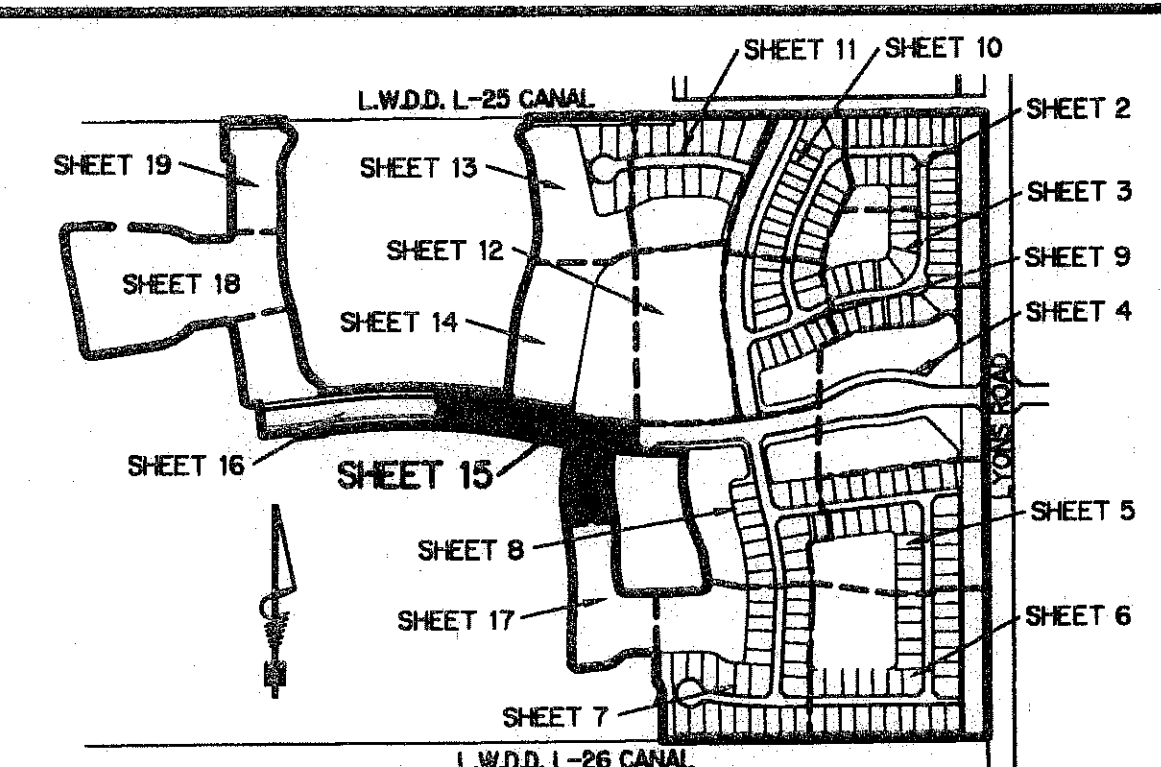 SHEET 11
SHEET 10
L.W.D.D. L-25 CANAL
SHEET 2
SHEET 19
SHEET 13
SHEET 3
SHEET 12
SHEET 9
SHEET 18
SHEET 14
SHEET 4
LYONS ROAD
SHEET 16
SHEET 15
SHEET 5
SHEET 8
SHEET 17
SHEET 6
SHEET 7
L.W.D.D. L-26 CANAL